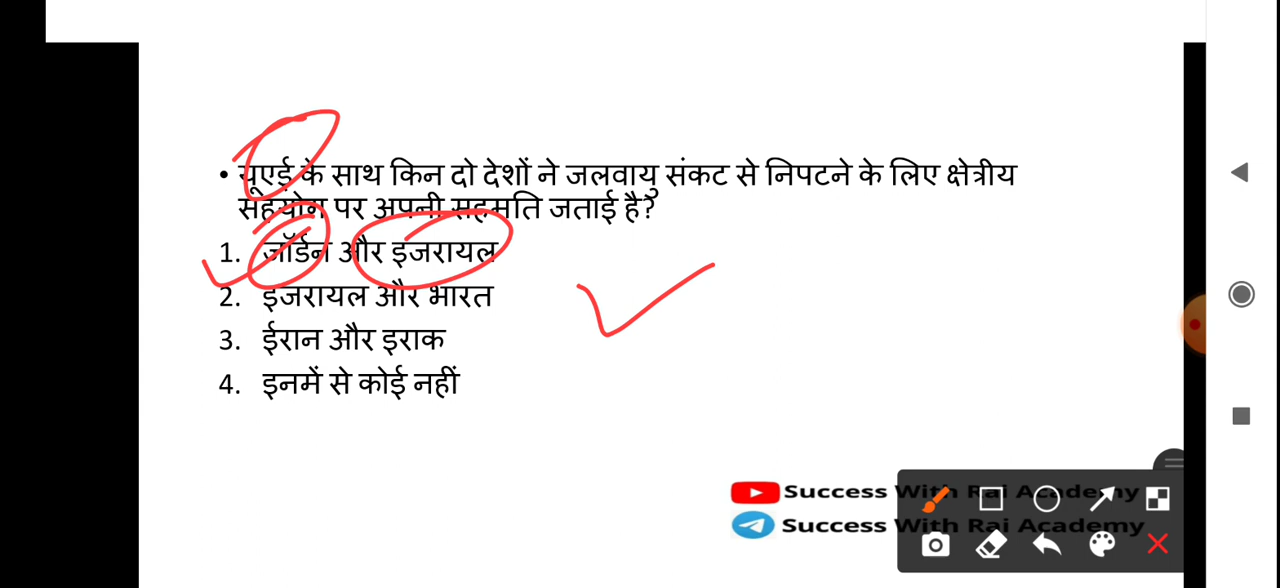 • यूएई के साथ किन दो देशों ने जलवायु संकट से निपटने के लिए क्षेत्रीय
सहयोग पर अपनी सहमति जताई है?
1. जॉर्डन और इजरायल
2. इजरायल और भारत
3. ईरान और इराक
4. इनमें से कोई नहीं
Success With Rai Academy
Success With Rai Academy